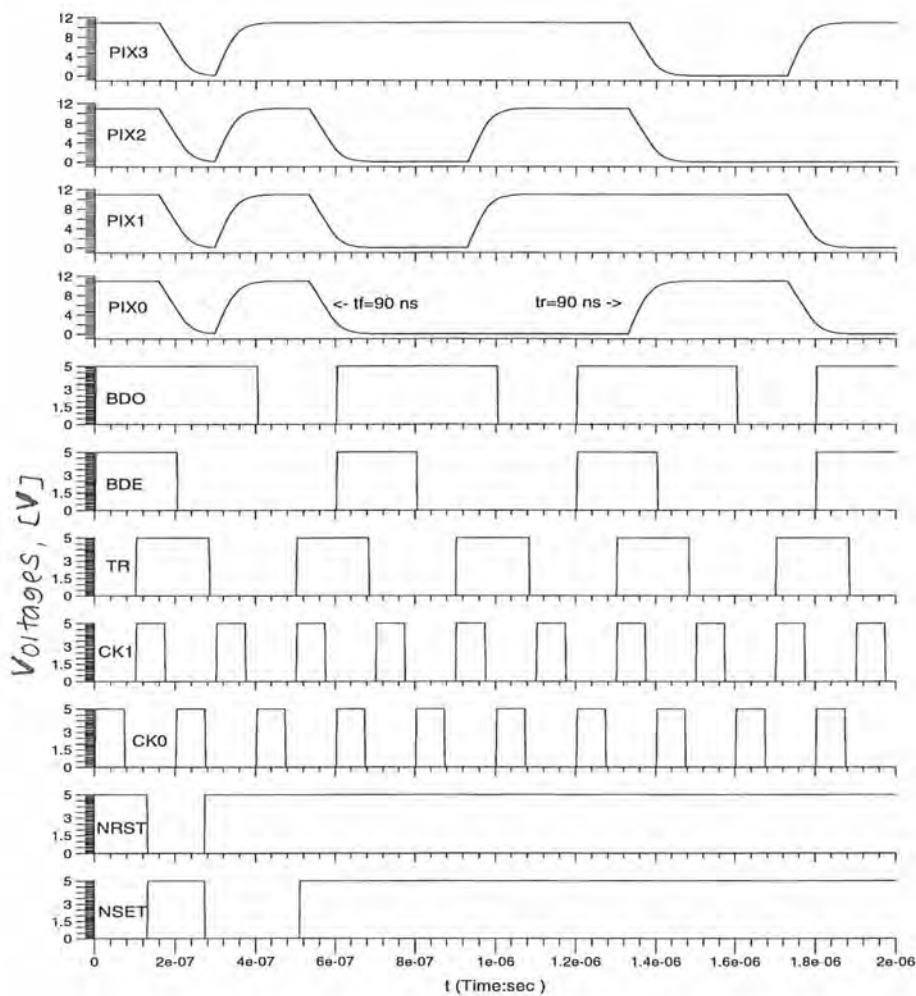 12
8
4
0
PIX3
12
8
4
0
PIX2
12
8
4
0
PIX1
12
8
4
0
PIX0
<- tf=90 ns
tr=90 ns ->
5
3
1.5
0
BDO
5
3
1.5
0
BDE
5
3
1.5
0
TR
5
3
1.5
0
CK1
5
3
1.5
0
CK0
5
3
1.5
0
NRST
5
3
1.5
0
NSET
Voltages, [V]
0 2e-07 4e-07 6e-07 8e-07 1e-06 1.2e-06 1.4e-06 1.6e-06 1.8e-06 2e-06
t (Time:sec )